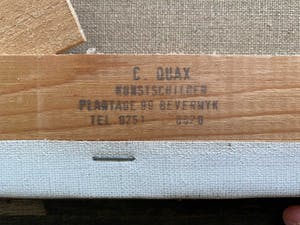 C. QUAX
KUNSTSCHILDER
PLANTAGE 99 BEVERWYK
TEL. 0251